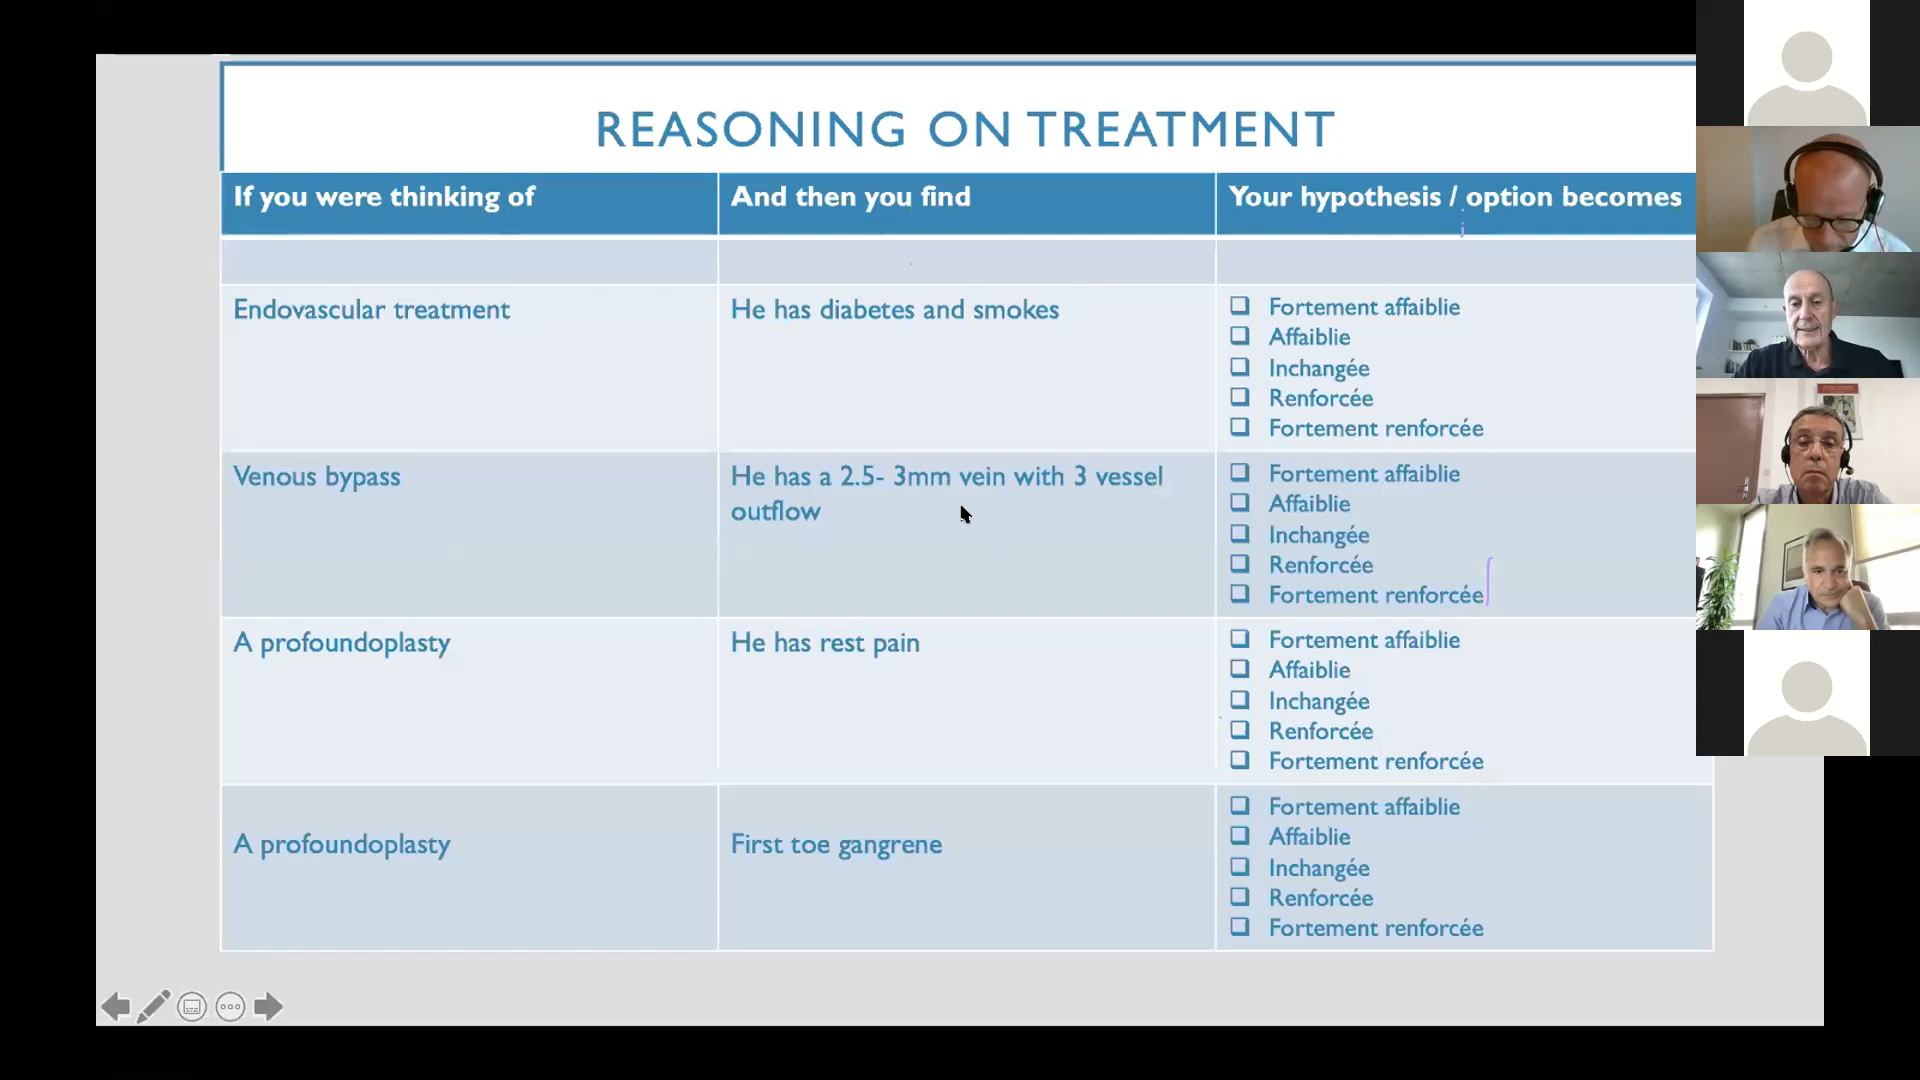 REASONING ON TREATMENT
If you were thinking of
And then you find
Your hypothesis / option becomes
Endovascular treatment
He has diabetes and smokes
Fortement affaiblie
Affaiblie
Inchangée
Renforcée
Fortement renforcée
Venous bypass
He has a 2.5- 3mm vein with 3 vessel
outflow
Fortement affaiblie
Affaiblie
Inchangée
Renforcée
Fortement renforcée
A profoundoplasty
He has rest pain
Fortement affaiblie
Affaiblie
Inchangée
Renforcée
Fortement renforcée
A profoundoplasty
First toe gangrene
Fortement affaiblie
Affaiblie
Inchangée
Renforcée
Fortement renforcée